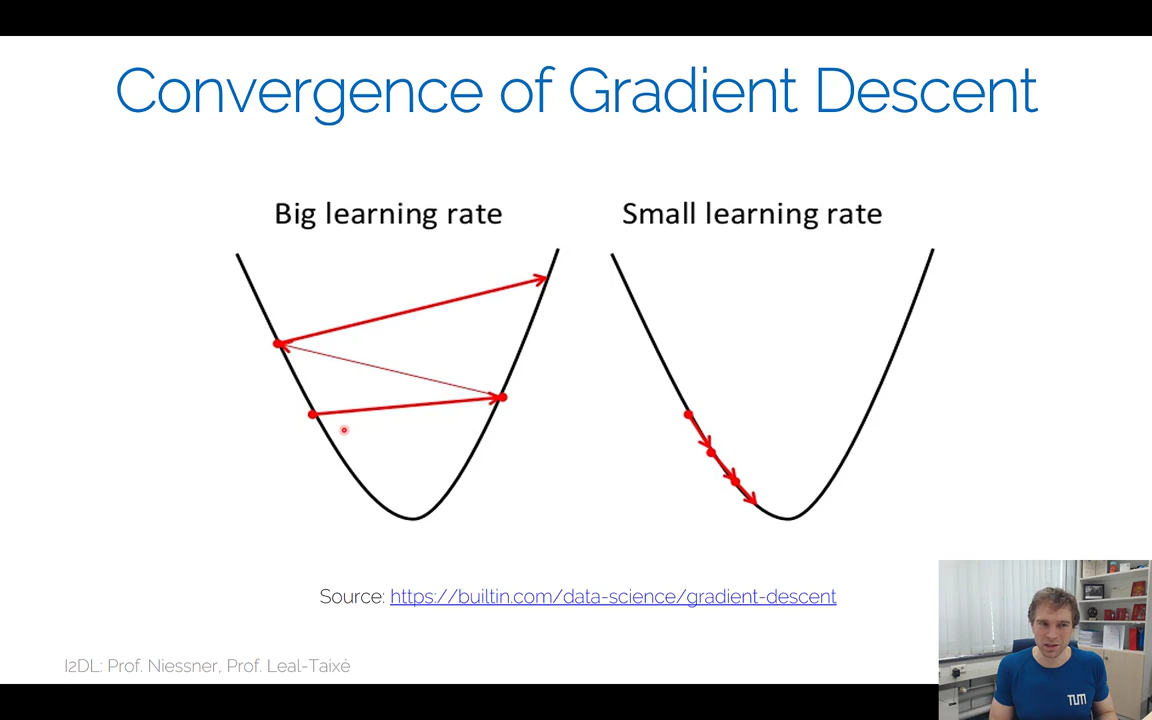 Convergence of Gradient Descent
Big learning rate
Small learning rate
Source: https://builtin.com/data-science/gradient-descent
I2DL: Prof. Niessner, Prof. Leal-Taixé
TUM